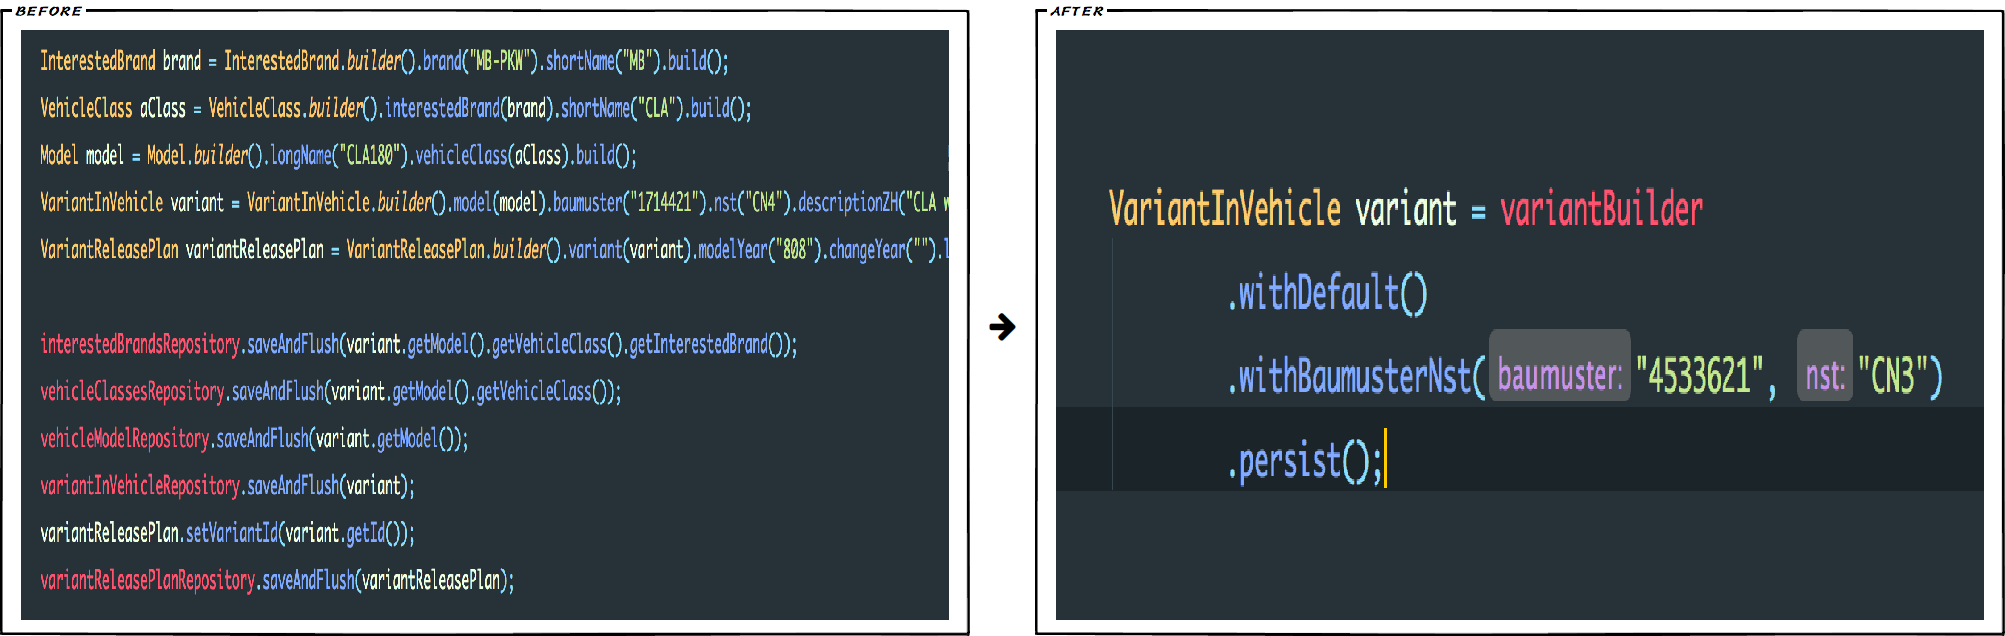 BEFORE
InterestedBrand brand = InterestedBrand.builder().brand("MB-PKW").shortName("MB").build();
VehicleClass aClass = VehicleClass.builder().interestedBrand(brand).shortName("CLA").build();
Model model = Model.builder().longName("CLA180").vehicleClass(aClass).build();
VariantInVehicle variant = VariantInVehicle.builder().model(model).baumuster("1714421").nst("CN4").descriptionZH("CLA
VariantReleasePlan variantReleasePlan = VariantReleasePlan.builder().variant(variant).modelYear("808").changeYear("").
interestedBrandsRepository.saveAndFlush(variant.getModel().getVehicleClass().getInterestedBrand());
vehicleClassesRepository.saveAndFlush(variant.getModel().getVehicleClass());
vehicleModelRepository.saveAndFlush(variant.getModel());
variantInVehicleRepository.saveAndFlush(variant);
variantReleasePlan.setVariantId(variant.getId());
variantReleasePlanRepository.saveAndFlush(variantReleasePlan);
AFTER
VariantInVehicle variant = variantBuilder
.withDefault()
.withBaumusterNst( baumuster: "4533621", nst: "CN3")
.persist();